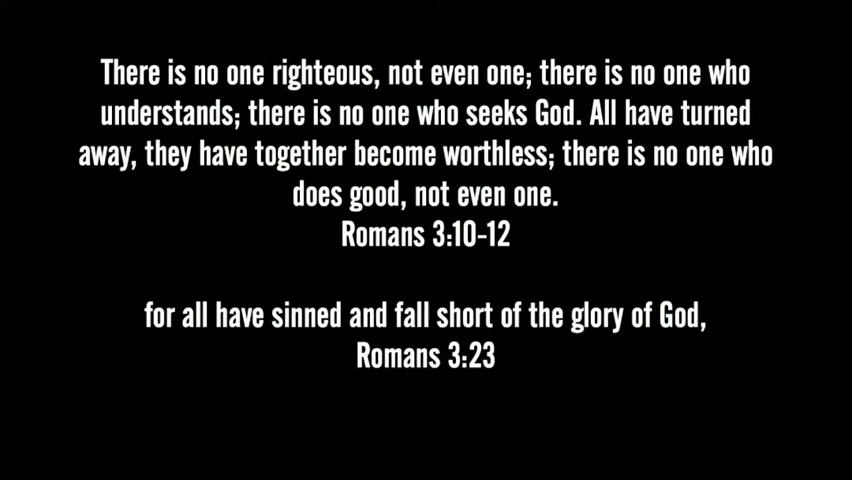 There is no one righteous, not even one; there is no one who
understands; there is no one who seeks God. All have turned
away, they have together become worthless; there is no one who
does good, not even one.
Romans 3:10-12
for all have sinned and fall short of the glory of God,
Romans 3:23